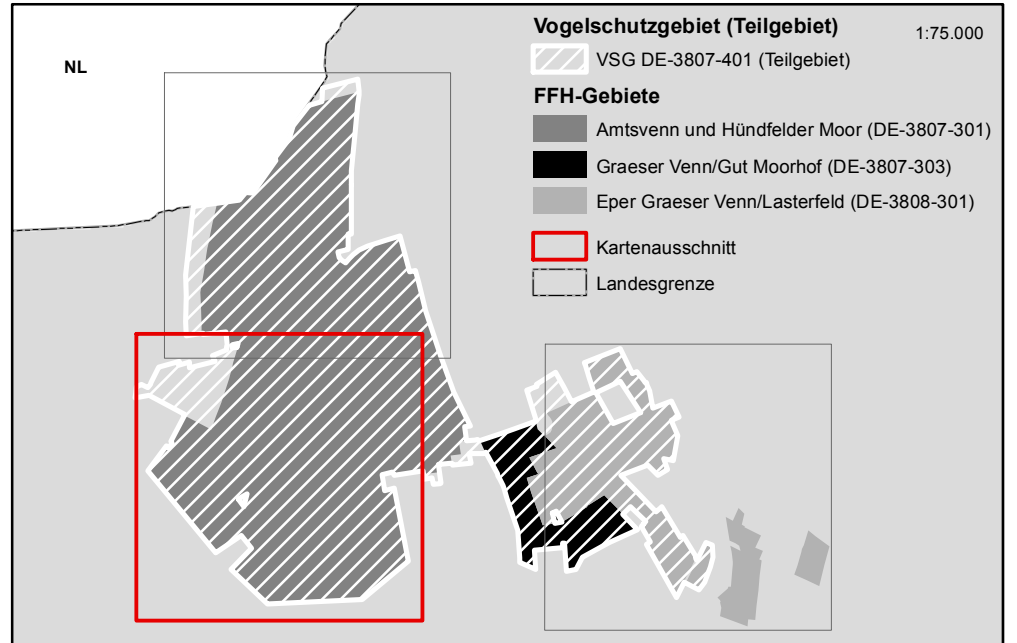 NL
Vogelschutzgebiet (Teilgebiet)
1:75.000
VSG DE-3807-401 (Teilgebiet)
FFH-Gebiete
Amtsvenn und Hündfelder Moor (DE-3807-301)
Graeser Venn/Gut Moorhof (DE-3807-303)
Eper Graeser Venn/Lasterfeld (DE-3808-301)
Kartenausschnitt
Landesgrenze